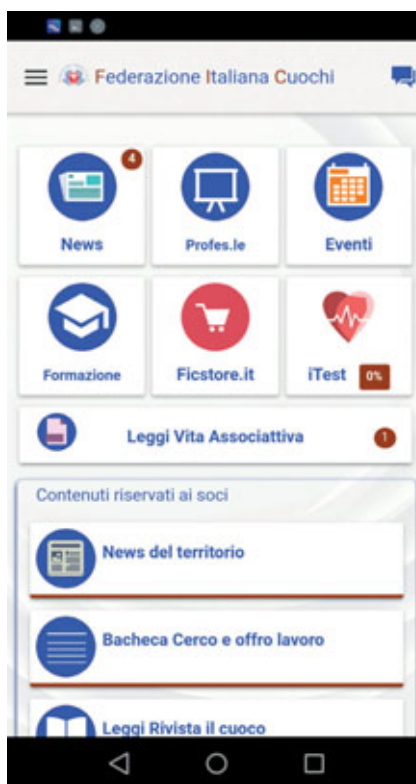 Federazione Italiana Cuochi
4
News
Profes.le
Eventi
Formazione
Ficstore.it
iTest 0%
Leggi Vita Associattiva 1
Contenuti riservati ai soci
News del territorio
Bacheca Cerco e offro lavoro
Leggi Rivista il cuoco